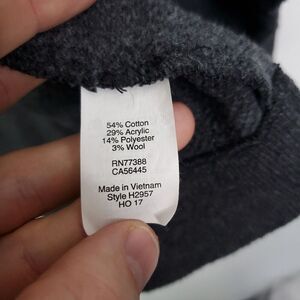 54% Cotton
29% Acrylic
14% Polyester
3% Wool
RN77388
CA56445
Made in Vietnam
Style H2957
HO 17